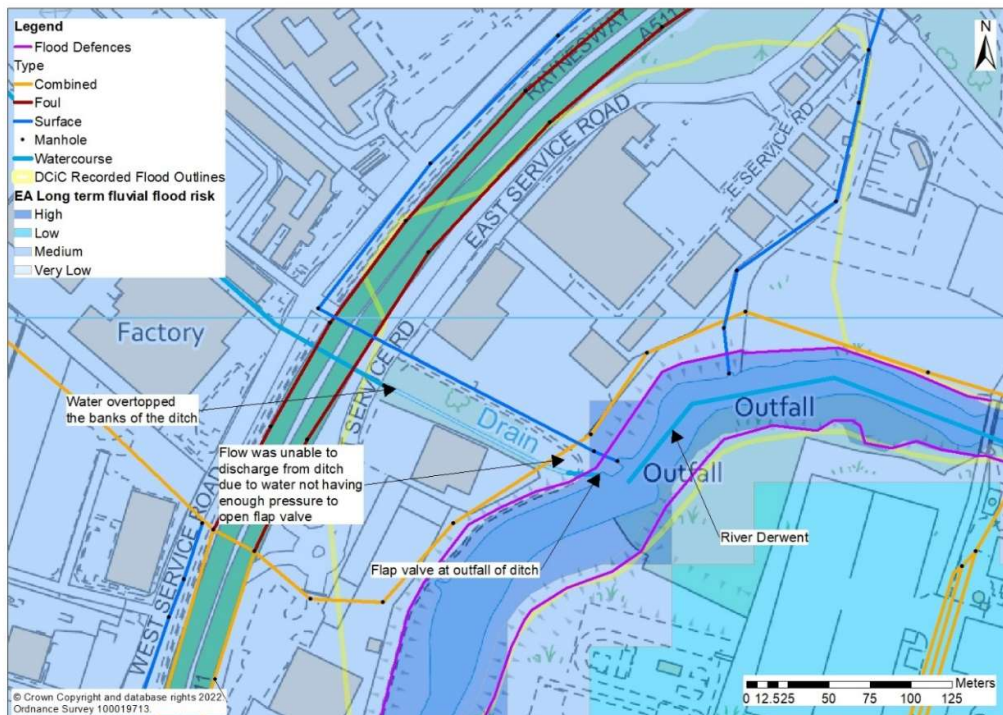 Legend
Flood Defences
Type
Combined
Foul
Surface
Manhole
Watercourse
DCiC Recorded Flood Outlines
EA Long term fluvial flood risk
High
Low
Medium
Very Low
N
RAYNESWAY
A511
EAST SERVICE ROAD
E SERVICE RD
Factory
SERVICE RD
Water overtopped
the banks of the ditch
Drain
Flow was unable to
discharge from ditch
due to water not having
enough pressure to
open flap valve
Outfall
Outfall
River Derwent
Flap valve at outfall of ditch
WEST SERVICE ROAD
© Crown Copyright and database rights 2022
Ordnance Survey 100019713.
Meters
0 12.525 50 75 100 125